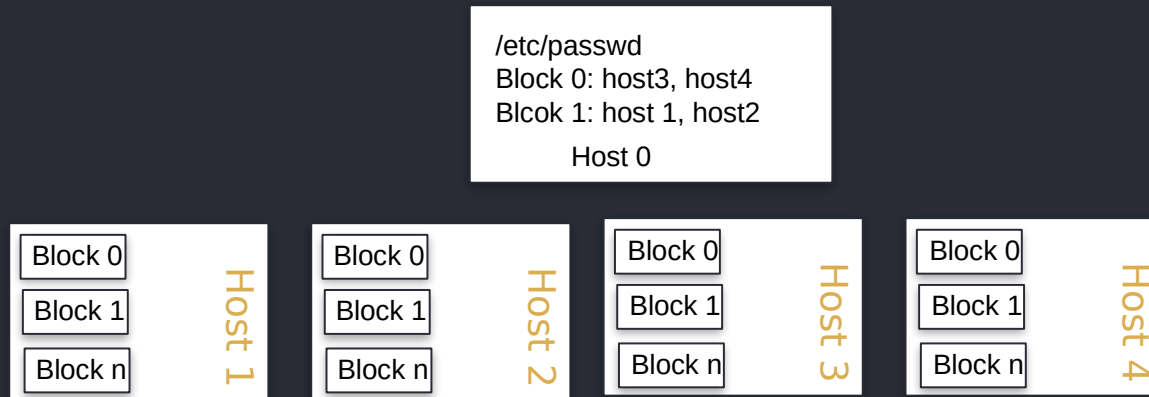 /etc/passwd
Block 0: host3, host4
Blcok 1: host 1, host2
Host 0
Block 0
Block 1
Block n
Host 1
Block 0
Block 1
Block n
Host 2
Block 0
Block 1
Block n
Host 3
Block 0
Block 1
Block n
Host 4